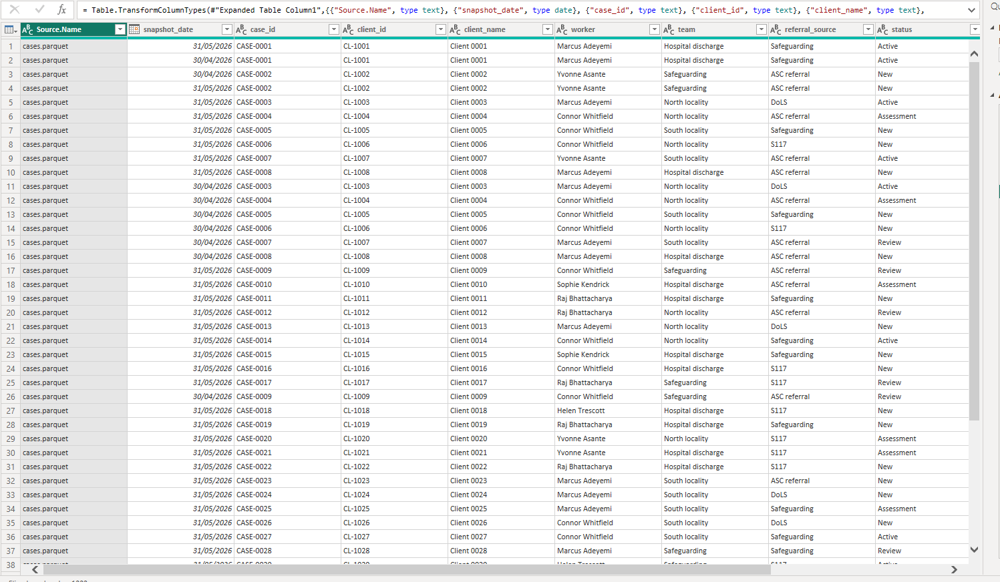 fx = Table.TransformColumnTypes(#"Expanded Table Column1",{{"Source.Name", type text}, {"snapshot_date", type date}, {"case_id", type text}, {"client_id", type text}, {"client_name", type text},
Source.Name snapshot_date case_id client_id client_name worker team referral_source status
1 cases.parquet 31/05/2026 CASE-0001 CL-1001 Client 0001 Marcus Adeyemi Hospital discharge Safeguarding Active
2 cases.parquet 30/04/2026 CASE-0001 CL-1001 Client 0001 Marcus Adeyemi Hospital discharge Safeguarding Active
3 cases.parquet 30/04/2026 CASE-0002 CL-1002 Client 0002 Yvonne Asante Safeguarding ASC referral New
4 cases.parquet 31/05/2026 CASE-0002 CL-1002 Client 0002 Yvonne Asante Safeguarding ASC referral New
5 cases.parquet 31/05/2026 CASE-0003 CL-1003 Client 0003 Marcus Adeyemi North locality DoLS Active
6 cases.parquet 31/05/2026 CASE-0004 CL-1004 Client 0004 Connor Whitfield North locality ASC referral Assessment
7 cases.parquet 31/05/2026 CASE-0005 CL-1005 Client 0005 Connor Whitfield South locality Safeguarding New
8 cases.parquet 31/05/2026 CASE-0006 CL-1006 Client 0006 Connor Whitfield North locality S117 New
9 cases.parquet 31/05/2026 CASE-0007 CL-1007 Client 0007 Yvonne Asante South locality ASC referral Active
10 cases.parquet 31/05/2026 CASE-0008 CL-1008 Client 0008 Marcus Adeyemi Hospital discharge ASC referral New
11 cases.parquet 30/04/2026 CASE-0003 CL-1003 Client 0003 Marcus Adeyemi North locality DoLS Active
12 cases.parquet 30/04/2026 CASE-0004 CL-1004 Client 0004 Connor Whitfield North locality ASC referral Assessment
13 cases.parquet 30/04/2026 CASE-0005 CL-1005 Client 0005 Connor Whitfield South locality Safeguarding New
14 cases.parquet 30/04/2026 CASE-0006 CL-1006 Client 0006 Connor Whitfield North locality S117 New
15 cases.parquet 30/04/2026 CASE-0007 CL-1007 Client 0007 Marcus Adeyemi South locality ASC referral Review
16 cases.parquet 30/04/2026 CASE-0008 CL-1008 Client 0008 Marcus Adeyemi Hospital discharge ASC referral New
17 cases.parquet 31/05/2026 CASE-0009 CL-1009 Client 0009 Connor Whitfield Safeguarding ASC referral Review
18 cases.parquet 31/05/2026 CASE-0010 CL-1010 Client 0010 Sophie Kendrick Hospital discharge ASC referral Assessment
19 cases.parquet 31/05/2026 CASE-0011 CL-1011 Client 0011 Raj Bhattacharya Hospital discharge Safeguarding New
20 cases.parquet 31/05/2026 CASE-0012 CL-1012 Client 0012 Raj Bhattacharya North locality ASC referral Review
21 cases.parquet 31/05/2026 CASE-0013 CL-1013 Client 0013 Marcus Adeyemi North locality DoLS New
22 cases.parquet 31/05/2026 CASE-0014 CL-1014 Client 0014 Connor Whitfield North locality Safeguarding Active
23 cases.parquet 31/05/2026 CASE-0015 CL-1015 Client 0015 Sophie Kendrick Hospital discharge Safeguarding New
24 cases.parquet 31/05/2026 CASE-0016 CL-1016 Client 0016 Connor Whitfield Hospital discharge S117 New
25 cases.parquet 31/05/2026 CASE-0017 CL-1017 Client 0017 Raj Bhattacharya Safeguarding S117 Review
26 cases.parquet 30/04/2026 CASE-0009 CL-1009 Client 0009 Connor Whitfield Safeguarding ASC referral Review
27 cases.parquet 31/05/2026 CASE-0018 CL-1018 Client 0018 Helen Trescott Hospital discharge S117 New
28 cases.parquet 31/05/2026 CASE-0019 CL-1019 Client 0019 Raj Bhattacharya Hospital discharge Safeguarding New
29 cases.parquet 31/05/2026 CASE-0020 CL-1020 Client 0020 Yvonne Asante North locality S117 Assessment
30 cases.parquet 31/05/2026 CASE-0021 CL-1021 Client 0021 Yvonne Asante Hospital discharge S117 Assessment
31 cases.parquet 31/05/2026 CASE-0022 CL-1022 Client 0022 Raj Bhattacharya Hospital discharge S117 New
32 cases.parquet 31/05/2026 CASE-0023 CL-1023 Client 0023 Marcus Adeyemi South locality ASC referral New
33 cases.parquet 31/05/2026 CASE-0024 CL-1024 Client 0024 Marcus Adeyemi South locality DoLS New
34 cases.parquet 31/05/2026 CASE-0025 CL-1025 Client 0025 Marcus Adeyemi South locality Safeguarding Assessment
35 cases.parquet 31/05/2026 CASE-0026 CL-1026 Client 0026 Connor Whitfield South locality DoLS New
36 cases.parquet 31/05/2026 CASE-0027 CL-1027 Client 0027 Connor Whitfield South locality Safeguarding Active
37 cases.parquet 31/05/2026 CASE-0028 CL-1028 Client 0028 Marcus Adeyemi Safeguarding Safeguarding Review
38